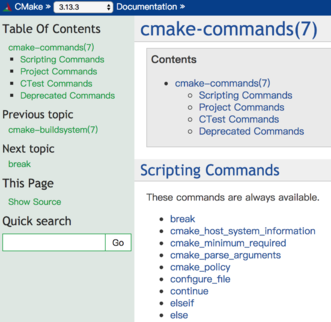 CMake » 3.13.3 Documentation »
Table Of Contents
cmake-commands(7)
Scripting Commands
Project Commands
CTest Commands
Deprecated Commands
Previous topic
cmake-buildsystem(7)
Next topic
break
This Page
Show Source
Quick search
Go
cmake-commands(7)
Contents
cmake-commands(7)
Scripting Commands
Project Commands
CTest Commands
Deprecated Commands
Scripting Commands
These commands are always available.
break
cmake_host_system_information
cmake_minimum_required
cmake_parse_arguments
cmake_policy
configure_file
continue
elseif
else